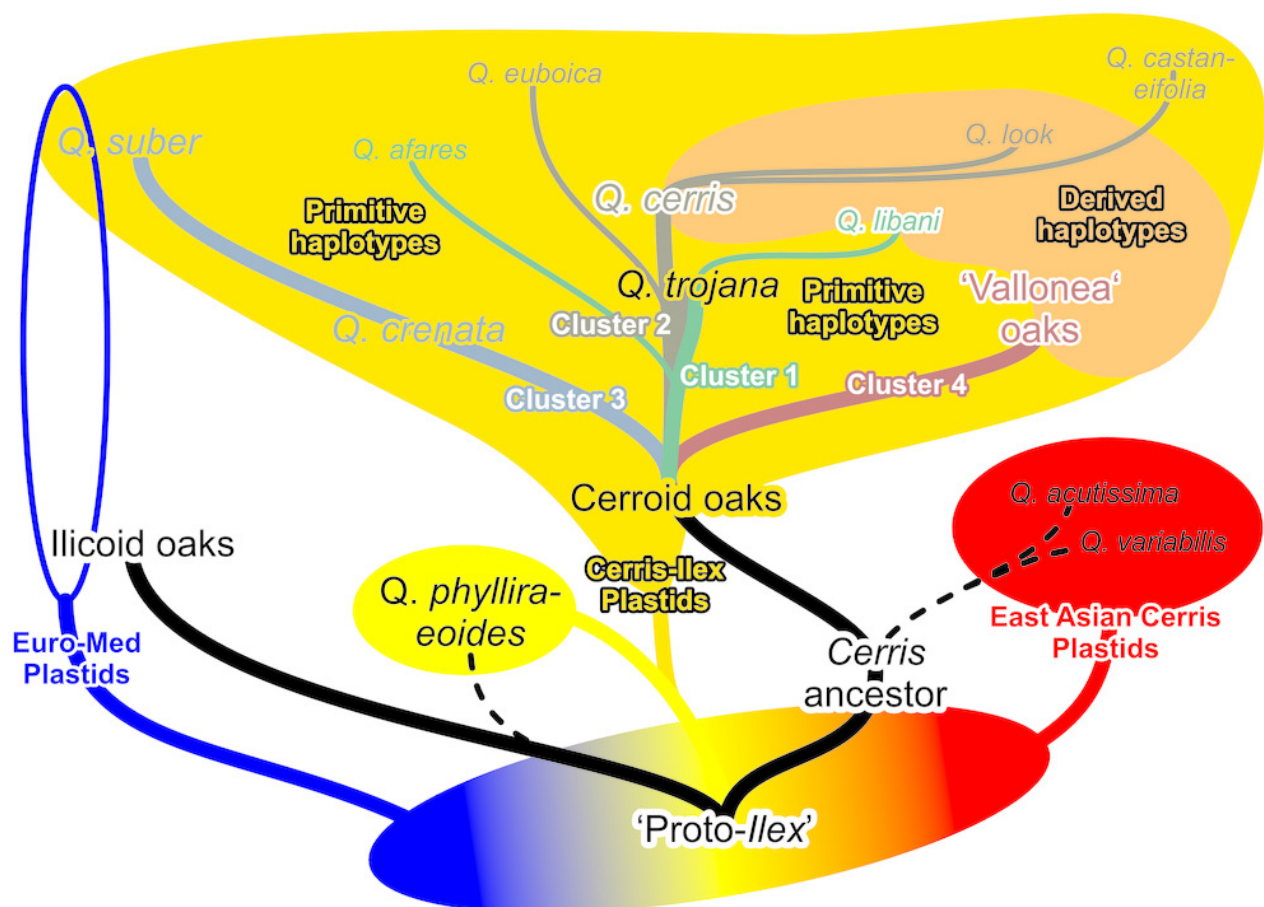 Q. euboica
Q. castan-
eifolia
Q. suber
Q. afares
Q. look
Q. cerris
Primitive
haplotypes
Derived
haplotypes
Q. libani
Q. trojana
Primitive
haplotypes
‘Vallonea‘
oaks
Q. crenata
Cluster 2
Cluster 1
Cluster 3
Cluster 4
Cerroid oaks
Q. acutissima
Q. variabilis
Ilicoid oaks
Cerris-Ilex
Plastids
Q. phyllira-
eoides
East Asian Cerris
Plastids
Euro-Med
Plastids
Cerris
ancestor
‘Proto-Ilex’